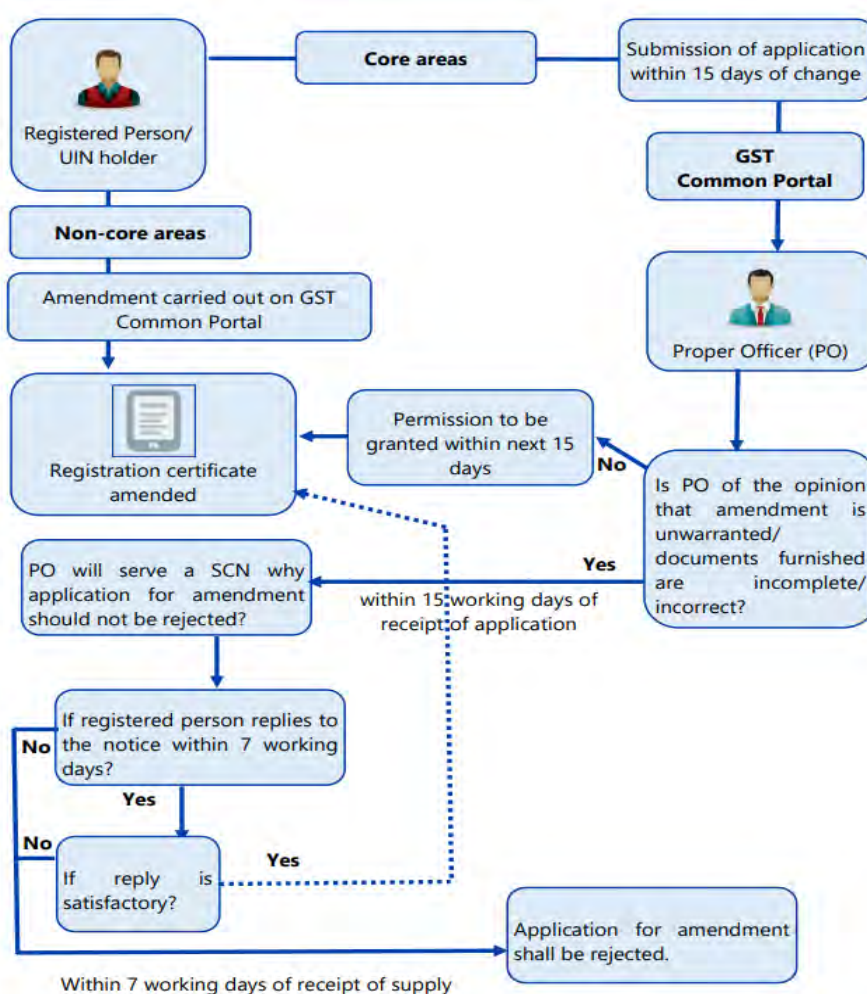 Core areas
Submission of application
within 15 days of change
Registered Person/
UIN holder
GST
Common Portal
Non-core areas
Amendment carried out on GST
Common Portal
Proper Officer (PO)
Permission to be
granted within next 15
days
No
Registration certificate
amended
Is PO of the opinion
that amendment is
unwarranted/
documents furnished
are incomplete/
incorrect?
Yes
within 15 working days of
receipt of application
PO will serve a SCN why
application for amendment
should not be rejected?
If registered person replies to
the notice within 7 working
days?
No
Yes
No
Yes
If reply is
satisfactory?
Application for amendment
shall be rejected.
Within 7 working days of receipt of supply